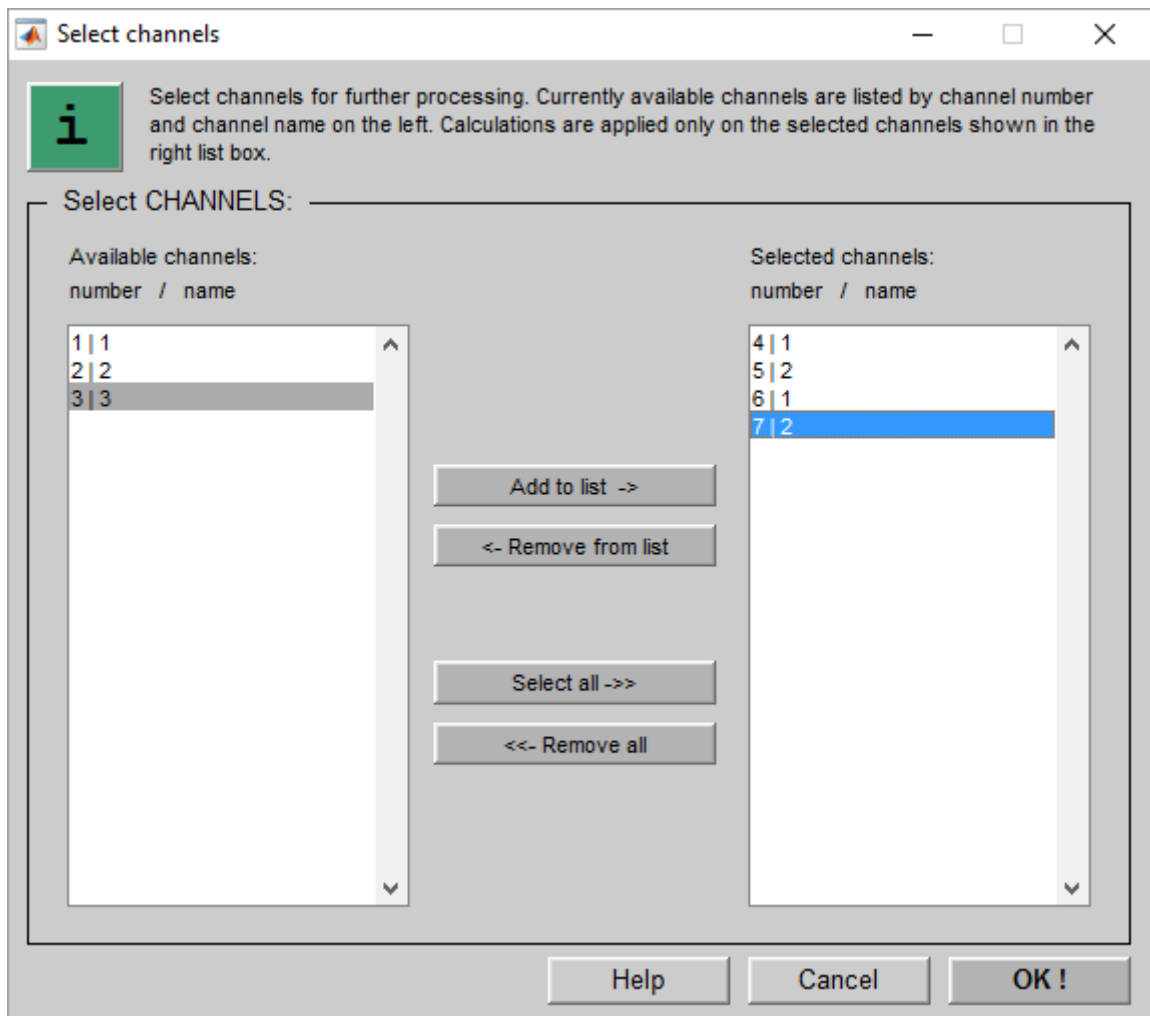 Select channels
i
Select channels for further processing. Currently available channels are listed by channel number
and channel name on the left. Calculations are applied only on the selected channels shown in the
right list box.
Select CHANNELS:
Available channels:
number / name
1 | 1
2 | 2
3 | 3
Add to list ->
<- Remove from list
Select all ->>
<<- Remove all
Selected channels:
number / name
4 | 1
5 | 2
6 | 1
7 | 2
Help
Cancel
OK !